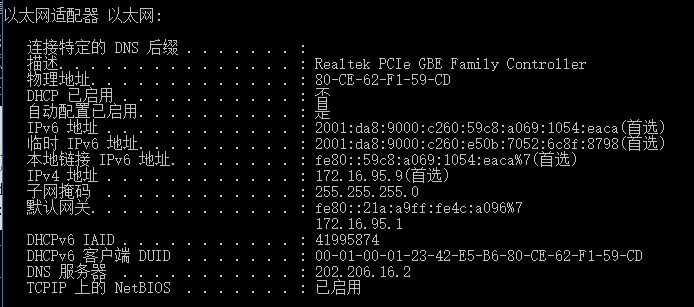 以太网适配器 以太网:
连接特定的 DNS 后缀 . . . . . . . :
描述. . . . . . . . . . . . . . . : Realtek PCIe GBE Family Controller
物理地址. . . . . . . . . . . . . : 80-CE-62-F1-59-CD
DHCP 已启用 . . . . . . . . . . . : 否
自动配置已启用. . . . . . . . . . : 是
IPv6 地址 . . . . . . . . . . . . : 2001:da8:9000:c260:59c8:a069:1054:eaca(首选)
临时 IPv6 地址. . . . . . . . . . : 2001:da8:9000:c260:e50b:7052:6c8f:8798(首选)
本地链接 IPv6 地址. . . . . . . . : fe80::59c8:a069:1054:eaca%7(首选)
IPv4 地址 . . . . . . . . . . . . : 172.16.95.9(首选)
子网掩码 . . . . . . . . . . . . : 255.255.255.0
默认网关. . . . . . . . . . . . . : fe80::21a:a9ff:fe4c:a096%7
172.16.95.1
DHCPv6 IAID . . . . . . . . . . . : 41995874
DHCPv6 客户端 DUID . . . . . . . : 00-01-00-01-23-42-E5-B6-80-CE-62-F1-59-CD
DNS 服务器 . . . . . . . . . . . : 202.206.16.2
TCPIP 上的 NetBIOS . . . . . . . : 已启用